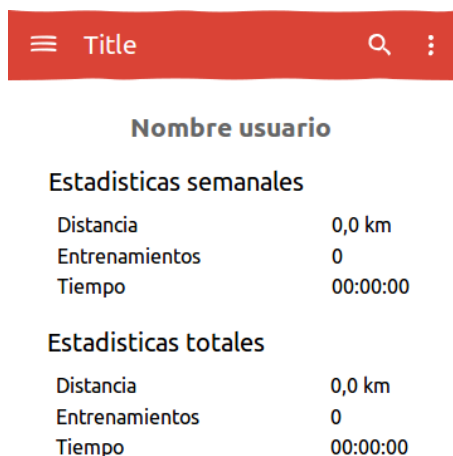 Title
Nombre usuario
Estadisticas semanales
Distancia 0,0 km
Entrenamientos 0
Tiempo 00:00:00
Estadisticas totales
Distancia 0,0 km
Entrenamientos 0
Tiempo 00:00:00